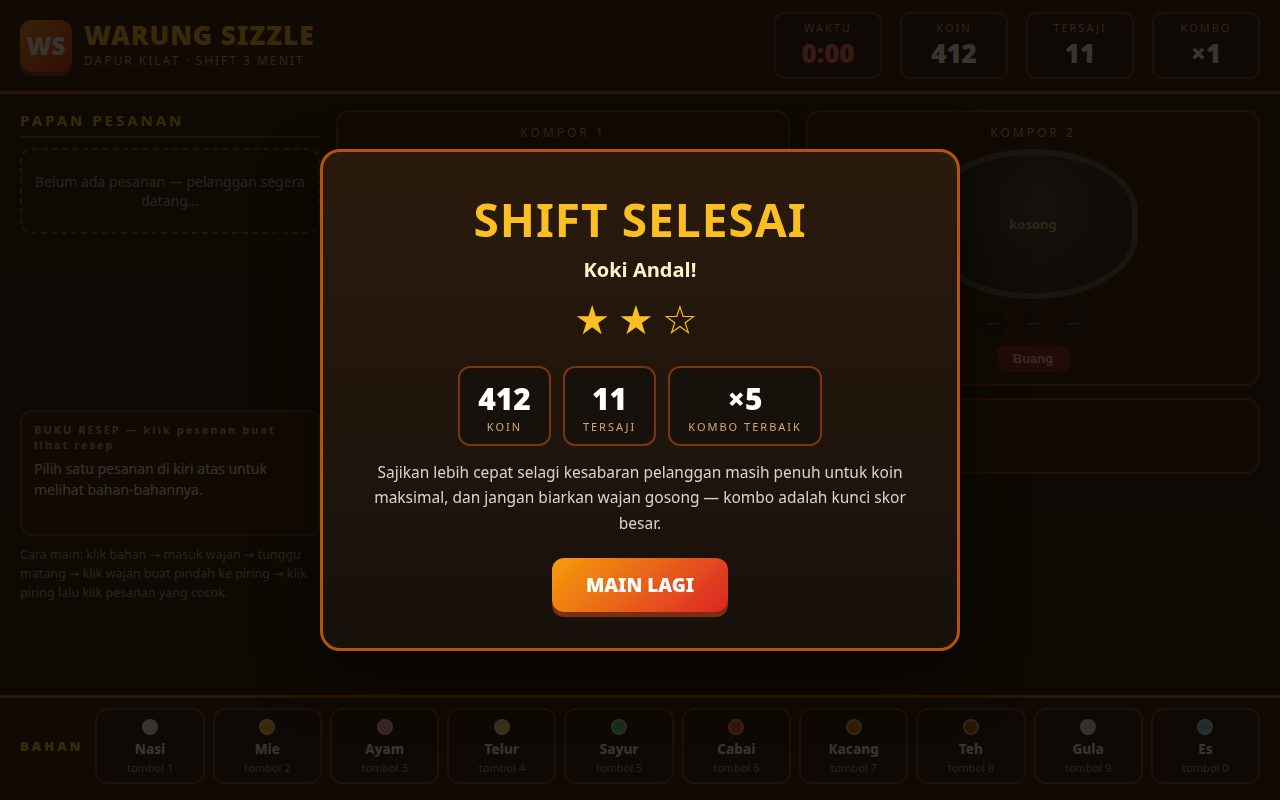 WS
WARUNG SIZZLE
DAPUR KILAT · SHIFT 3 MENIT
WAKTU
0:00
KOIN
412
TERSAJI
11
KOMBO
×1
PAPAN PESANAN
Belum ada pesanan — pelanggan segera
datang...
KOMPOR 1
KOMPOR 2
kosong
— — —
Buang
SHIFT SELESAI
Koki Andal!
★ ★ ☆
412
KOIN
11
TERSAJI
×5
KOMBO TERBAIK
Sajikan lebih cepat selagi kesabaran pelanggan masih penuh untuk koin
maksimal, dan jangan biarkan wajan gosong — kombo adalah kunci skor
besar.
MAIN LAGI
BUKU RESEP — klik pesanan buat
lihat resep
Pilih satu pesanan di kiri atas untuk
melihat bahan-bahannya.
Cara main: klik bahan → masuk wajan → tunggu
matang → klik wajan buat pindah ke piring → klik
piring lalu klik pesanan yang cocok.
BAHAN
Nasi
tombol 1
Mie
tombol 2
Ayam
tombol 3
Telur
tombol 4
Sayur
tombol 5
Cabai
tombol 6
Kacang
tombol 7
Teh
tombol 8
Gula
tombol 9
Es
tombol 0